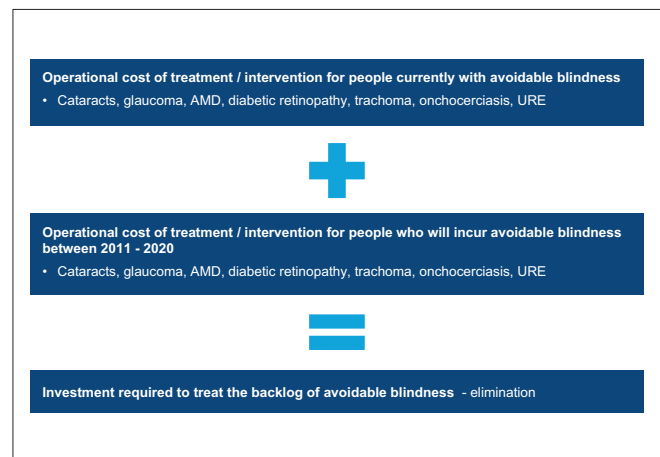 Operational cost of treatment / intervention for people currently with avoidable blindness
• Cataracts, glaucoma, AMD, diabetic retinopathy, trachoma, onchocerciasis, URE
Operational cost of treatment / intervention for people who will incur avoidable blindness
between 2011 - 2020
• Cataracts, glaucoma, AMD, diabetic retinopathy, trachoma, onchocerciasis, URE
Investment required to treat the backlog of avoidable blindness - elimination